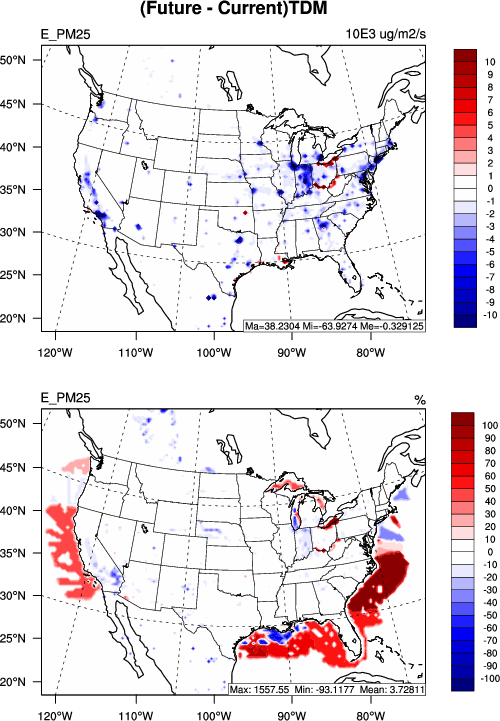 (Future - Current)TDM
E_PM25 10E3 ug/m2/s
50°N
45°N
40°N
35°N
30°N
25°N
20°N
120°W 110°W 100°W 90°W 80°W
10
9
8
7
6
5
4
3
2
1
0
-1
-2
-3
-4
-5
-6
-7
-8
-9
-10
Ma=38.2304 Mi=-63.9274 Me=-0.329125
E_PM25 %
50°N
45°N
40°N
35°N
30°N
25°N
20°N
120°W 110°W 100°W 90°W 80°W
100
90
80
70
60
50
40
30
20
10
0
-10
-20
-30
-40
-50
-60
-70
-80
-90
-100
Max: 1557.55 Min: -93.1177 Mean: 3.72811